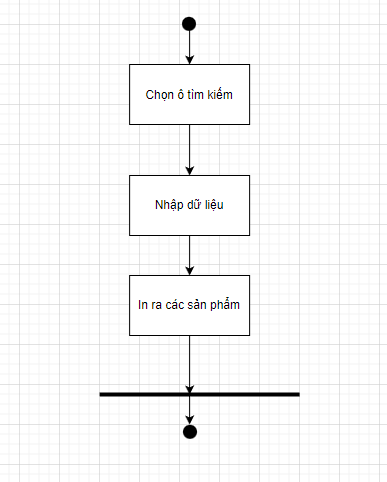 Chọn ô tìm kiếm
Nhập dữ liệu
In ra các sản phẩm